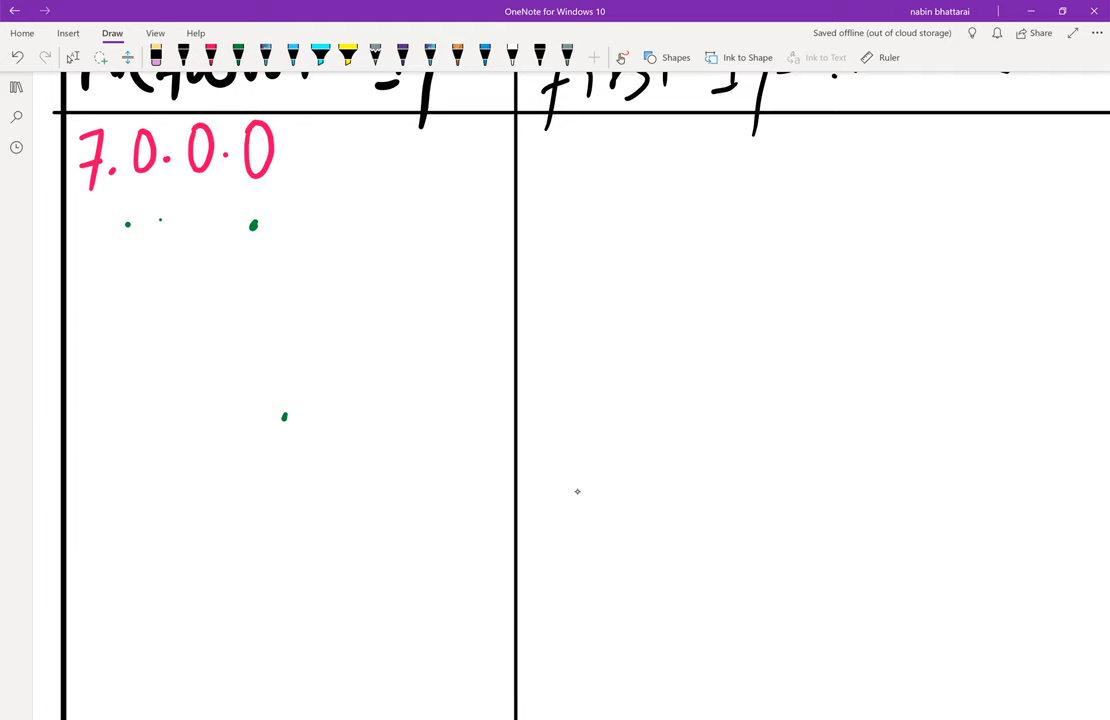 OneNote for Windows 10
nabin bhattarai
Home Insert Draw View Help
Saved offline (out of cloud storage)
Share
Shapes
Ink to Shape
Ink to Text
Ruler
7.0.0.0